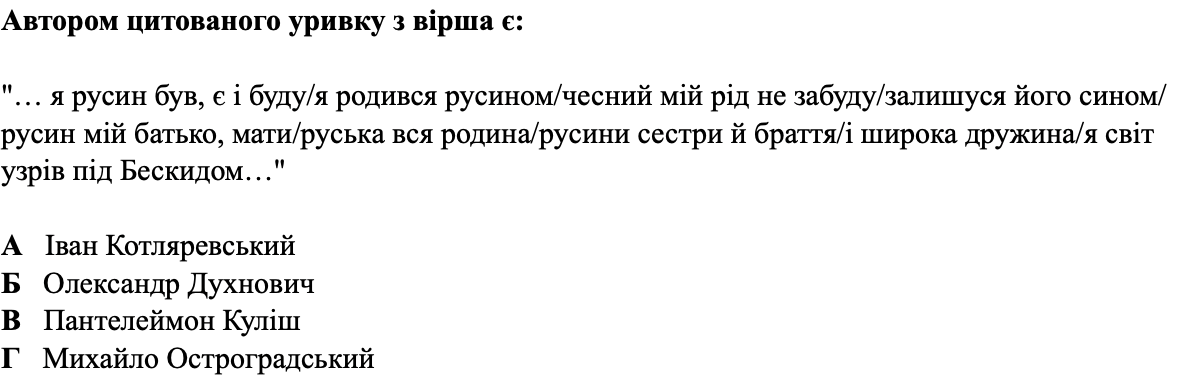 Автором цитованого уривку з вірша є:
"… я русин був, є і буду/я родився русином/чесний мій рід не забуду/залишуся його сином/
русин мій батько, мати/руська вся родина/русини сестри й браття/і широка дружина/я світ
узрів під Бескидом…"
А Іван Котляревський
Б Олександр Духнович
В Пантелеймон Куліш
Г Михайло Остроградський